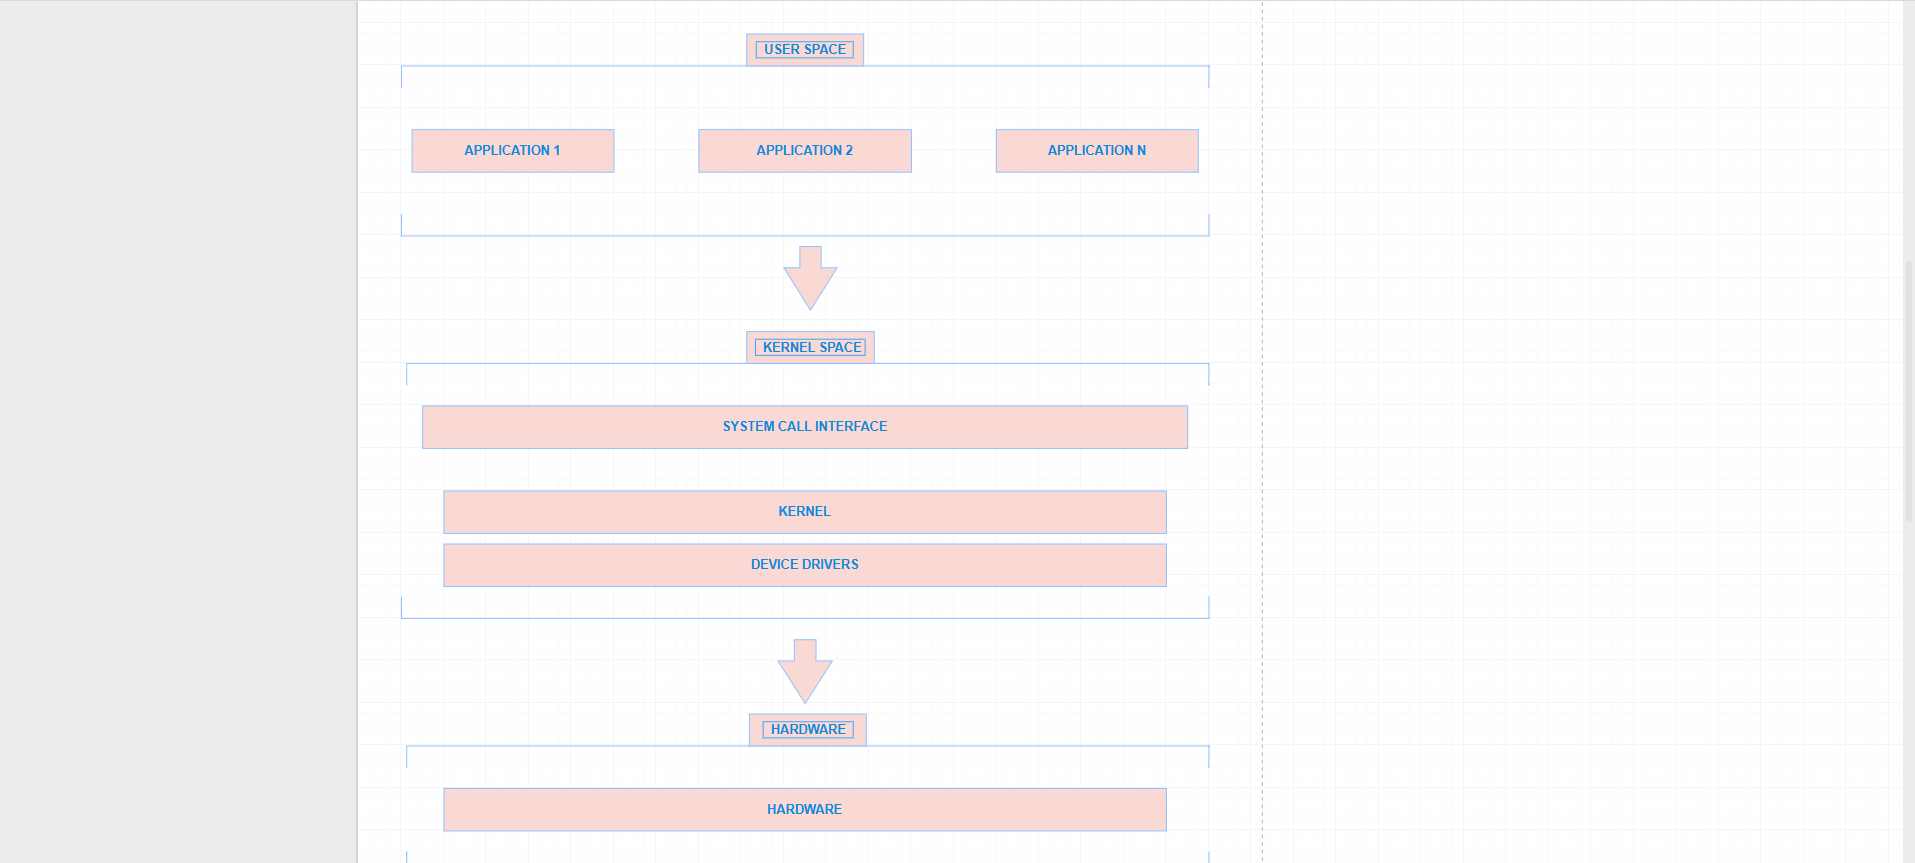 USER SPACE
APPLICATION 1
APPLICATION 2
APPLICATION N
KERNEL SPACE
SYSTEM CALL INTERFACE
KERNEL
DEVICE DRIVERS
HARDWARE
HARDWARE